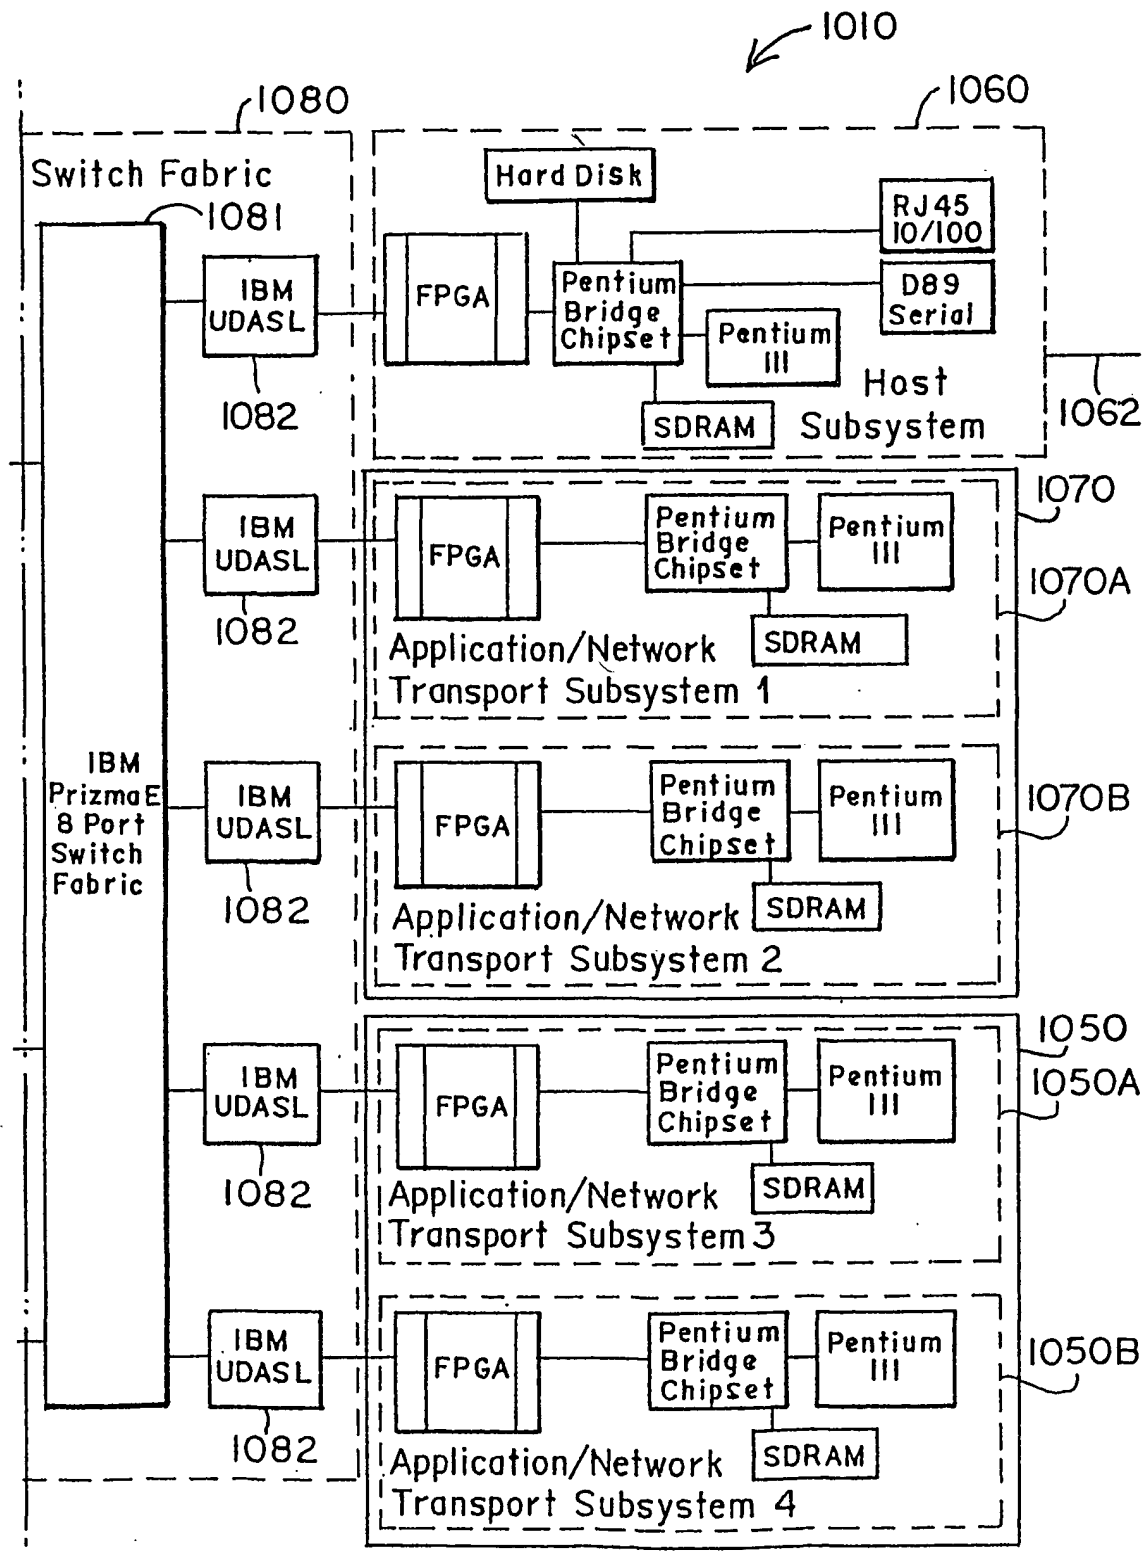 1010
1080
1060
Switch Fabric
1081
Hard Disk
RJ45
10/100
IBM
UDASL
FPGA
Pentium
Bridge
Chipset
D89
Serial
Pentium
III
1082
SDRAM
Host
Subsystem
1062
IBM
UDASL
FPGA
Pentium
Bridge
Chipset
Pentium
III
1070
1070A
1082
SDRAM
Application/Network
Transport Subsystem 1
IBM
PrizmaE
8 Port
Switch
Fabric
IBM
UDASL
FPGA
Pentium
Bridge
Chipset
Pentium
III
1070B
1082
SDRAM
Application/Network
Transport Subsystem 2
IBM
UDASL
FPGA
Pentium
Bridge
Chipset
Pentium
III
1050
1050A
1082
SDRAM
Application/Network
Transport Subsystem 3
IBM
UDASL
FPGA
Pentium
Bridge
Chipset
Pentium
III
1050B
1082
SDRAM
Application/Network
Transport Subsystem 4